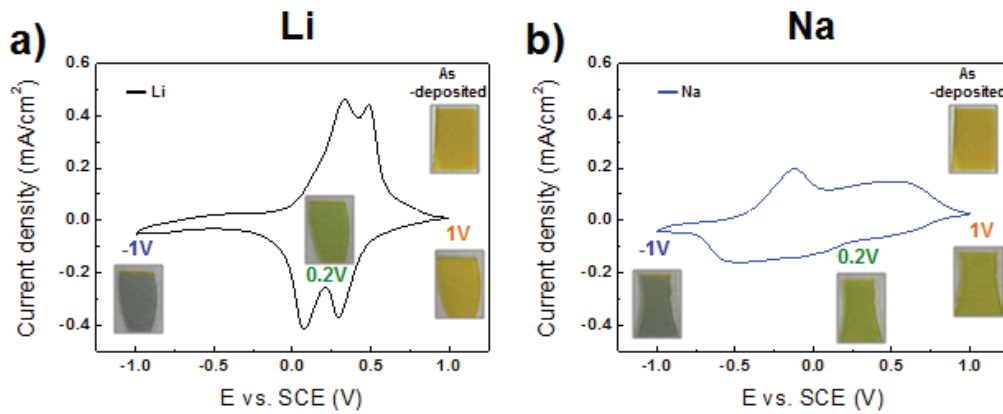 Li
a)
0.6
0.4
0.2
0.0
-0.2
-0.4
Current density (mA/cm²)
Li
As
-deposited
-1V
0.2V
1V
-1.0
-0.5
0.0
0.5
1.0
E vs. SCE (V)
Na
b)
0.6
0.4
0.2
0.0
-0.2
-0.4
Current density (mA/cm²)
Na
As
-deposited
-1V
0.2V
1V
-1.0
-0.5
0.0
0.5
1.0
E vs. SCE (V)